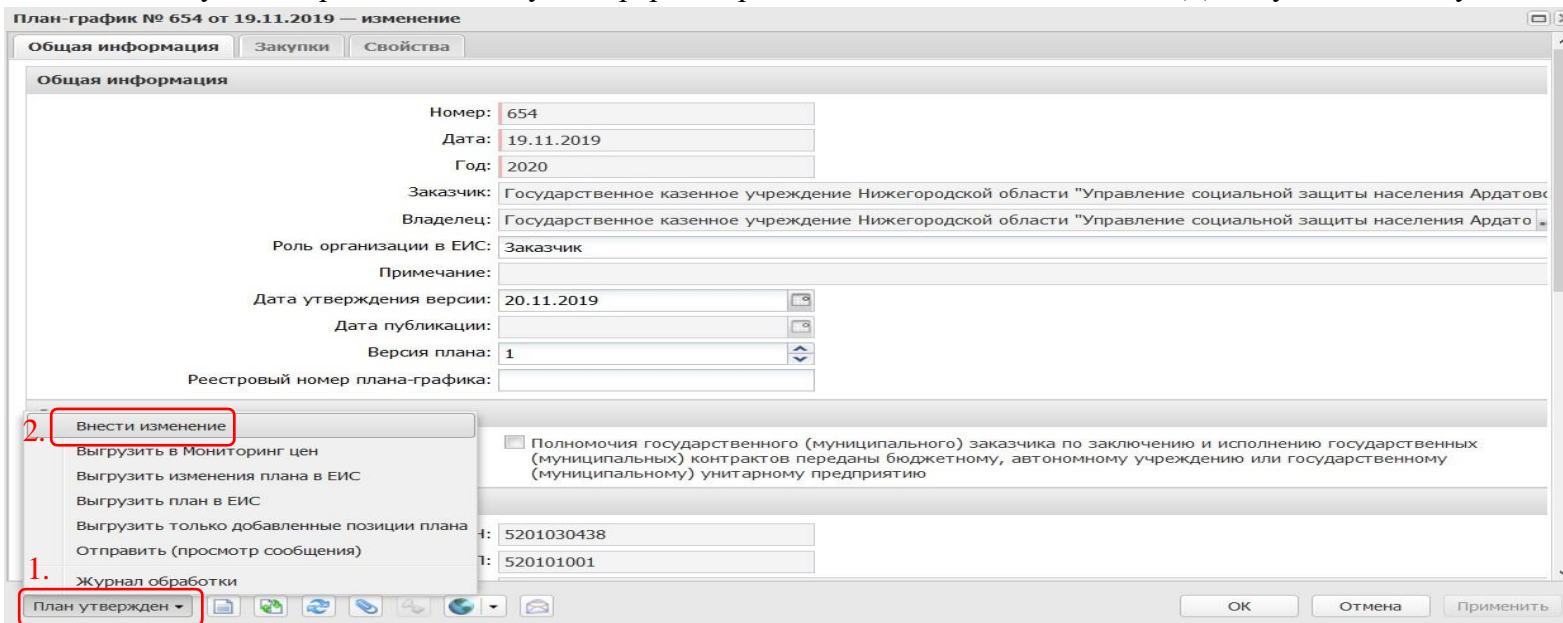 План-график № 654 от 19.11.2019 — изменение
Общая информация Закупки Свойства
Общая информация
Номер: 654
Дата: 19.11.2019
Год: 2020
Заказчик: Государственное казенное учреждение Нижегородской области "Управление социальной защиты населения Ардатовс
Владелец: Государственное казенное учреждение Нижегородской области "Управление социальной защиты населения Ардато ...
Роль организации в ЕИС: Заказчик
Примечание:
Дата утверждения версии: 20.11.2019
Дата публикации:
Версия плана: 1
Реестровый номер плана-графика:
2. Внести изменение
Выгрузить в Мониторинг цен
Выгрузить изменения плана в ЕИС
Выгрузить план в ЕИС
Выгрузить только добавленные позиции плана
Отправить (просмотр сообщения)
Журнал обработки
Полномочия государственного (муниципального) заказчика по заключению и исполнению государственных
(муниципальных) контрактов переданы бюджетному, автономному учреждению или государственному
(муниципальному) унитарному предприятию
5201030438
520101001
1. План утвержден
ОК Отмена Применить